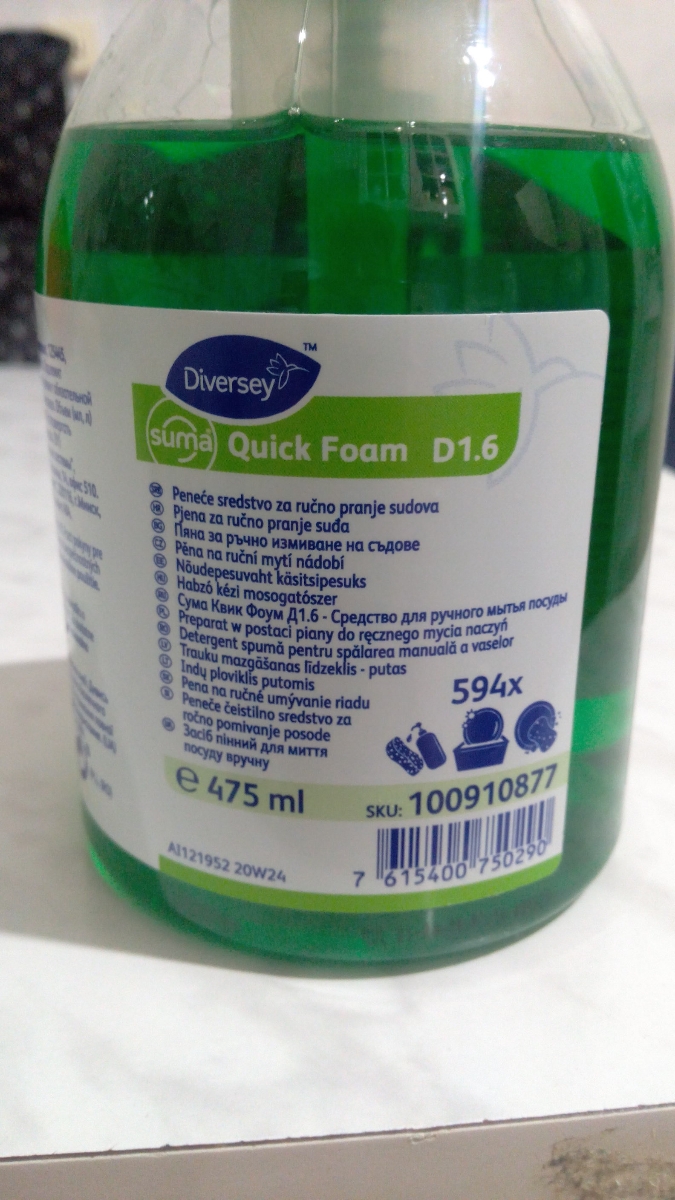 Diversey™
suma Quick Foam D1.6
Peneće sredstvo za ručno pranje sudova
Pjena za ručno pranje suđa
Пяна за ръчно измиване на съдове
Pěna na ruční mytí nádobí
Nõudepesuvaht käsitsipesuks
Habzó kézi mosogatószer
Сума Квик Фоум Д1.6 - Средство для ручного мытья посуды
Preparat w postaci piany do ręcznego mycia naczyń
Detergent spumă pentru spălarea manuală a vaselor
Trauku mazgāšanas līdzeklis - putas
Indų ploviklis putomis
Pena na ručné umývanie riadu
Peneče čistilno sredstvo za
ročno pomivanje posode
Засіб пінний для миття
посуду вручну
594x
e 475 ml
SKU: 100910877
7 615400 750290
AI121952 20W24